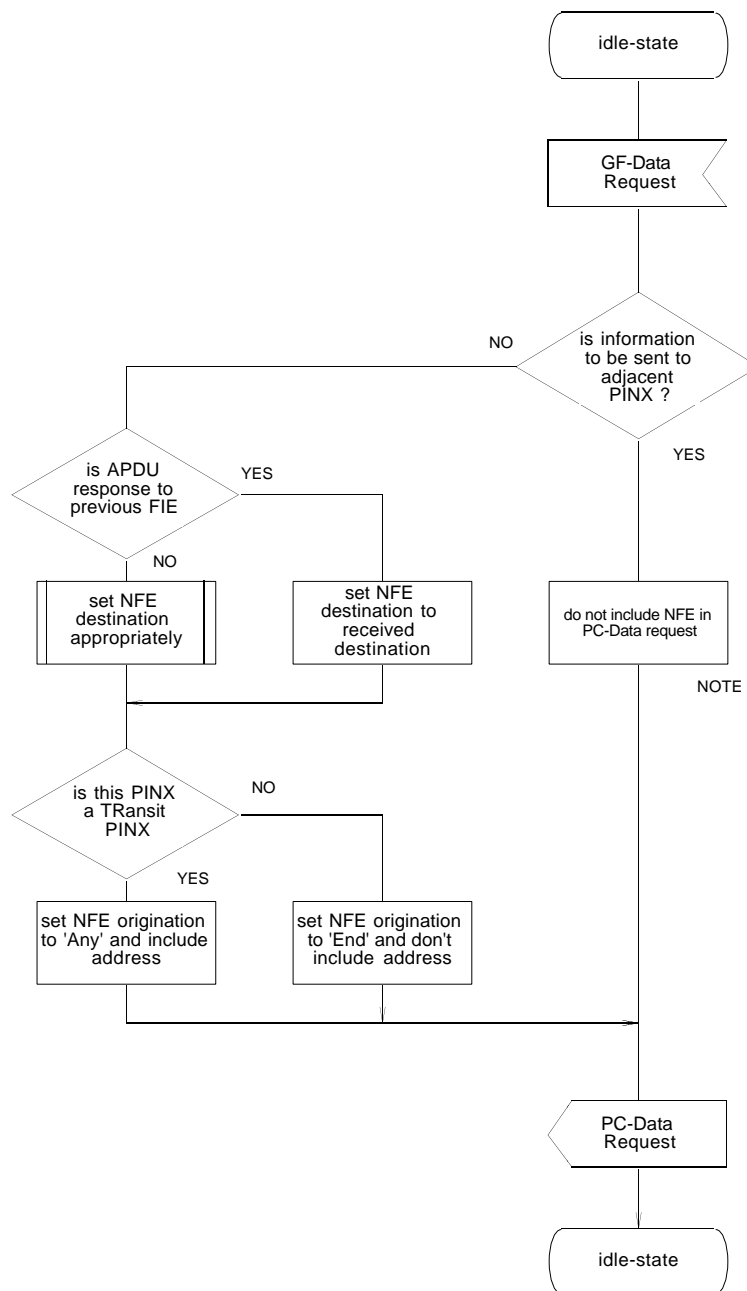 idle-state
GF-Data
Request
is information
to be sent to
adjacent
PINX ?
NO
YES
is APDU
response to
previous FIE
YES
NO
set NFE
destination
appropriately
set NFE
destination to
received
destination
do not include NFE in
PC-Data request
NOTE
is this PINX
a TRansit
PINX
NO
YES
set NFE origination
to 'Any' and include
address
set NFE origination
to 'End' and don't
include address
PC-Data
Request
idle-state